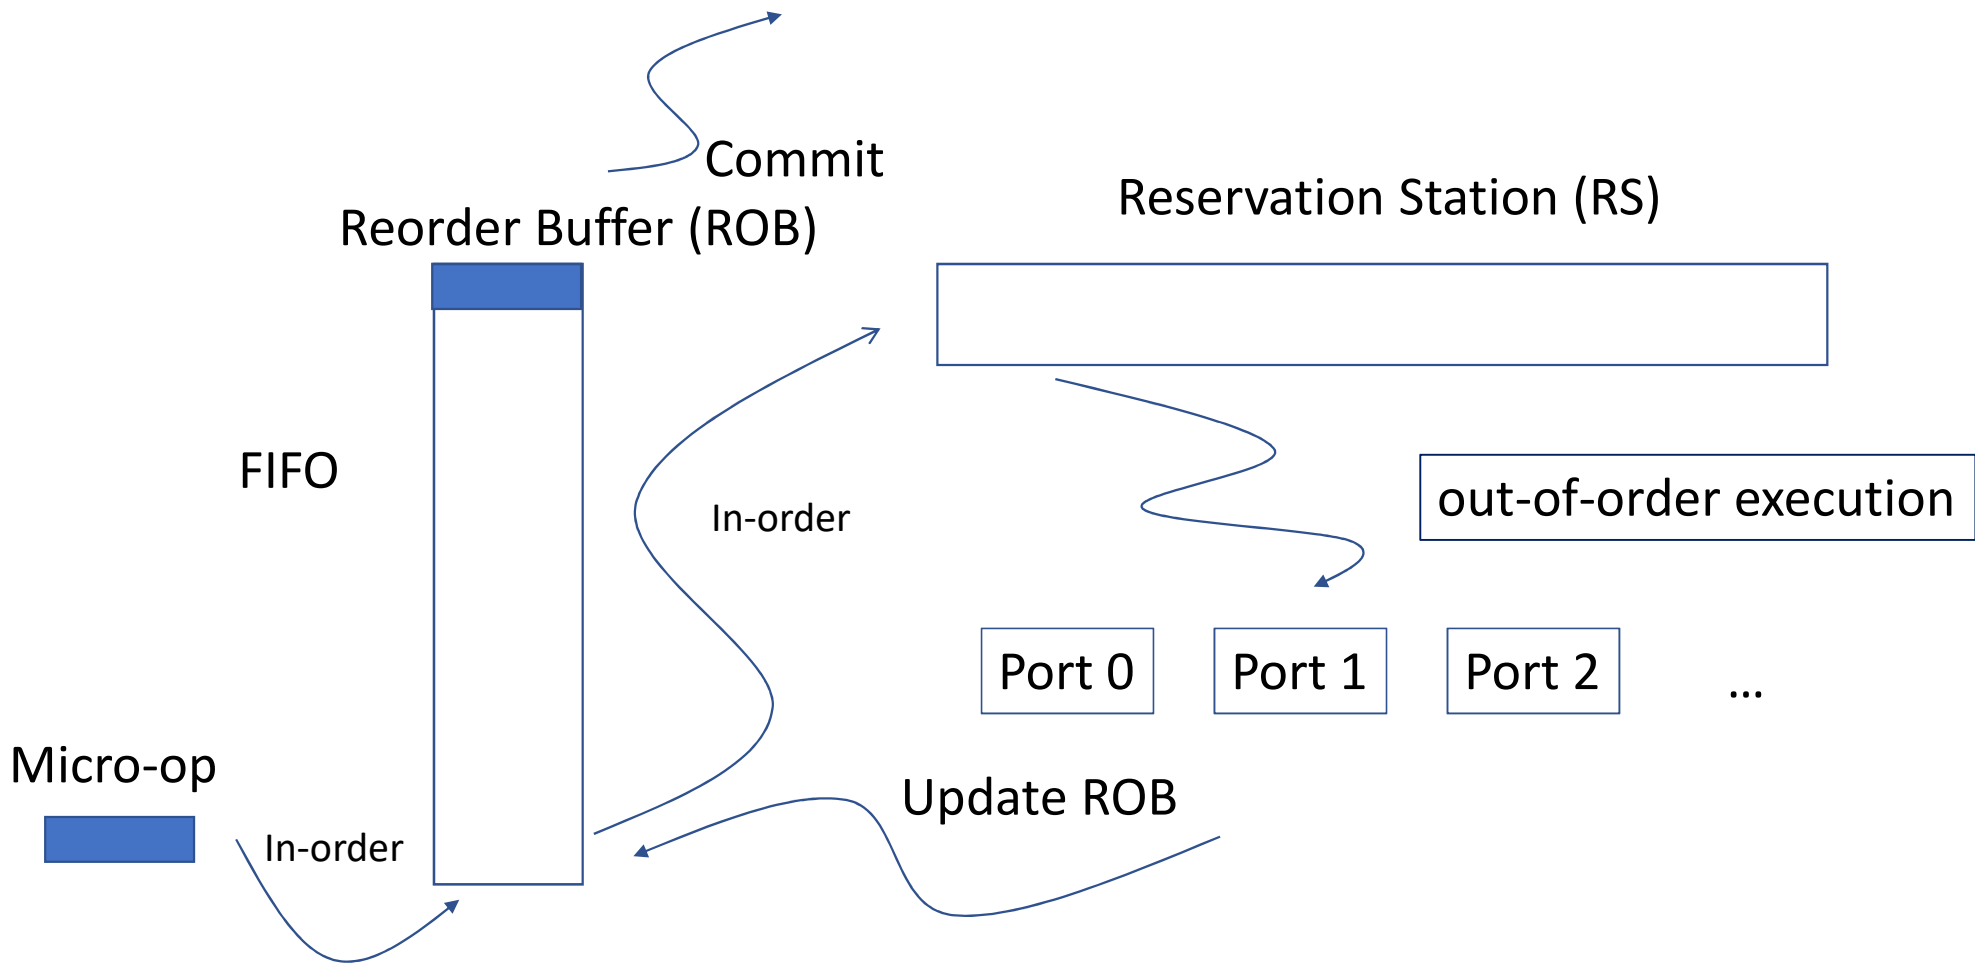 Commit
Reservation Station (RS)
Reorder Buffer (ROB)
FIFO
In-order
out-of-order execution
Port 0
Port 1
Port 2
...
Micro-op
Update ROB
In-order